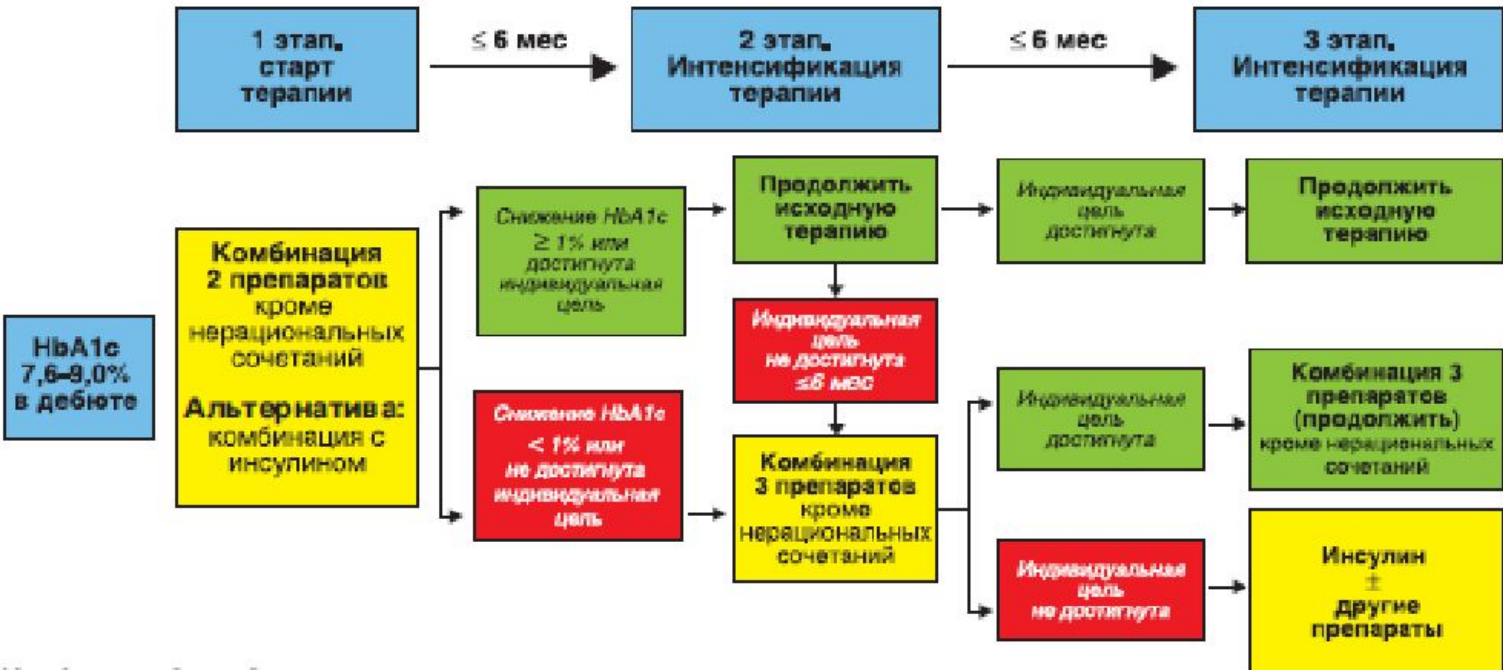 1 этап.
старт
терапии
≤ 6 мес
2 этап.
Интенсификация
терапии
≤ 6 мес
3 этап.
Интенсификация
терапии
HbA1c
7,6–9,0%
в дебюте
Комбинация
2 препаратов
кроме
нерациональных
сочетаний
Альтернатива:
комбинация с
инсулином
Снижение HbA1c
≥ 1% или
достигнута
индивидуальная
цель
Продолжить
исходную
терапию
Индивидуальная
цель
достигнута
Продолжить
исходную
терапию
Индивидуальная
цель
не достигнута
≤6 мес
Снижение HbA1c
< 1% или
не достигнута
индивидуальная
цель
Комбинация
3 препаратов
кроме
нерациональных
сочетаний
Индивидуальная
цель
достигнута
Комбинация 3
препаратов
(продолжить)
кроме нерациональных
сочетаний
Индивидуальная
цель
не достигнута
Инсулин
±
другие
препараты